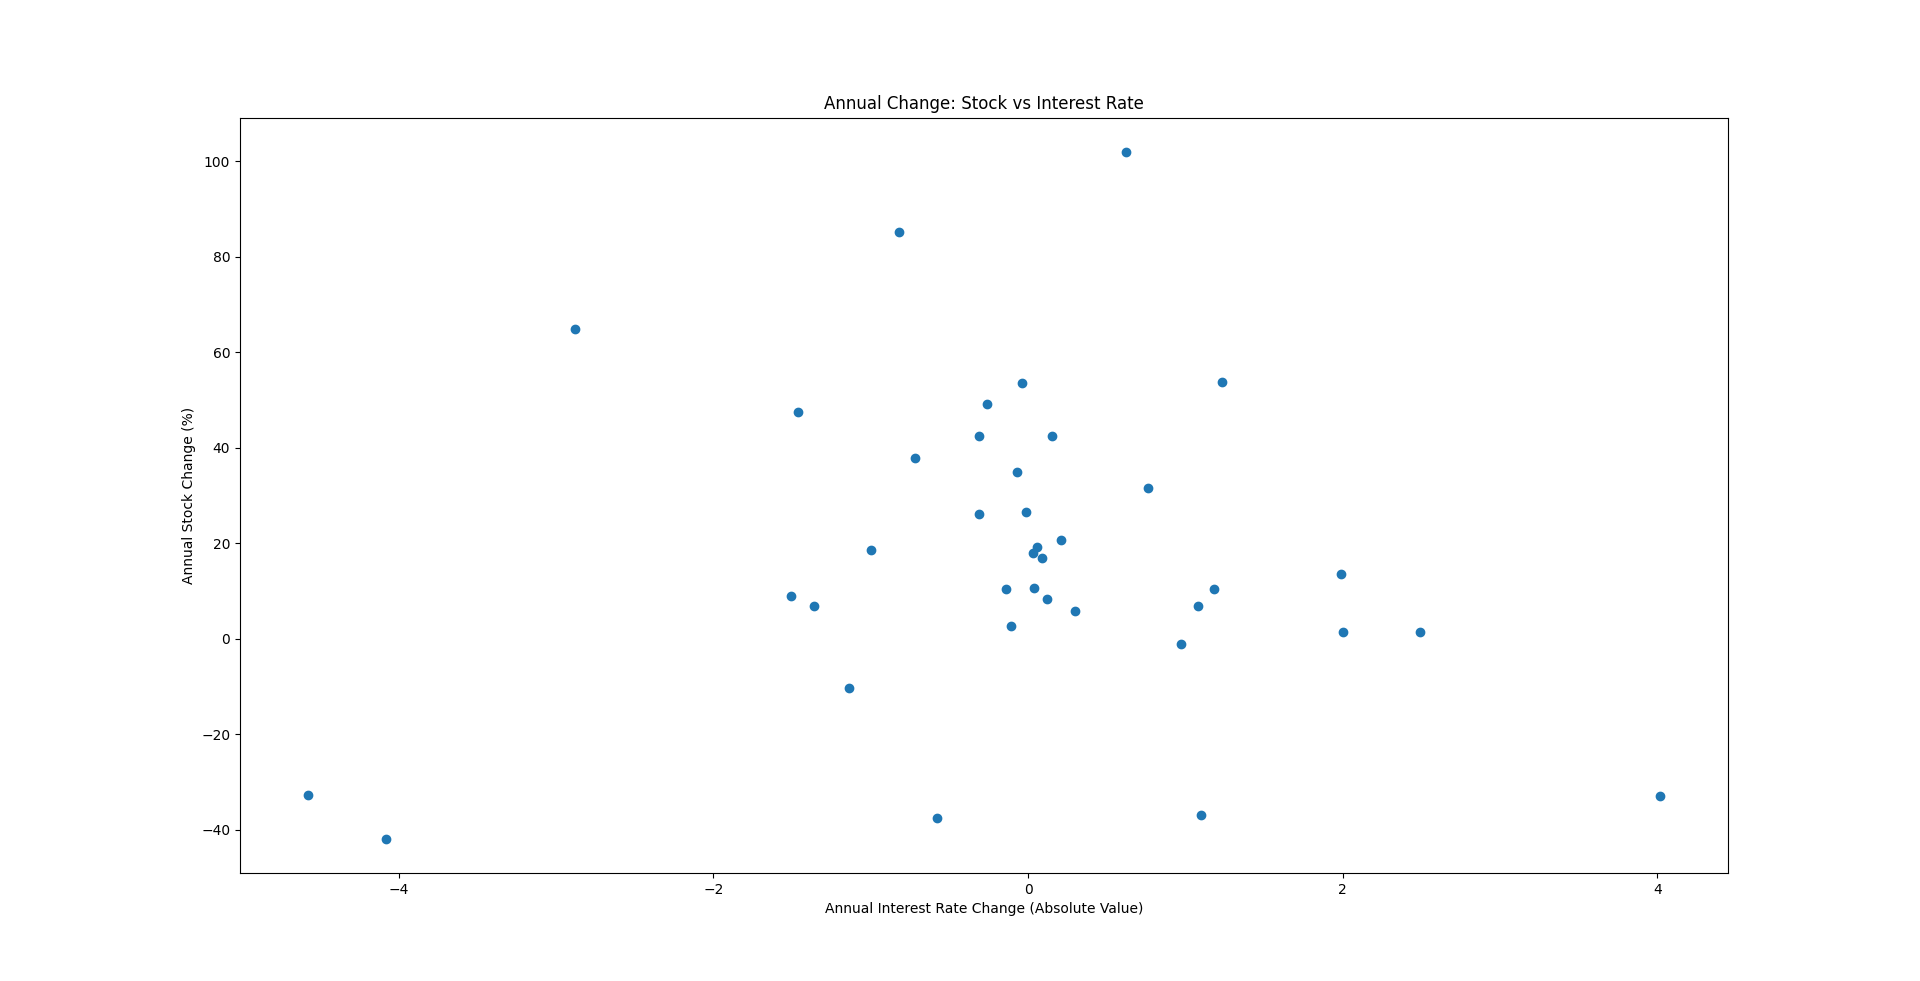 Annual Change: Stock vs Interest Rate
100
80
60
40
20
0
−20
−40
Annual Stock Change (%)
−4 −2 0 2 4
Annual Interest Rate Change (Absolute Value)